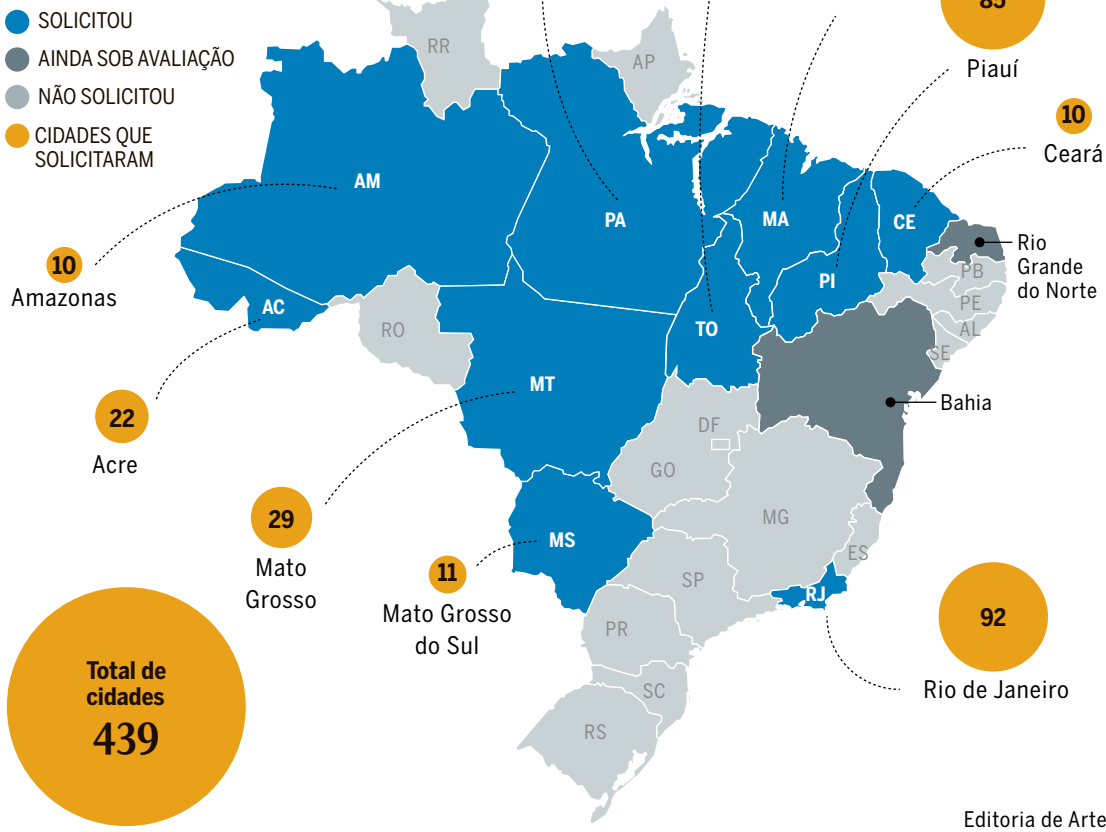 SOLICITOU
AINDA SOB AVALIAÇÃO
NÃO SOLICITOU
CIDADES QUE
SOLICITARAM
85
Piauí
10
Ceará
RR
AP
AM
PA
MA
CE
PI
Rio
Grande
do Norte
PB
PE
AL
SE
10
Amazonas
AC
RO
TO
MT
Bahia
22
Acre
DF
GO
MG
ES
29
Mato
Grosso
MS
11
Mato Grosso
do Sul
SP
RJ
92
Rio de Janeiro
PR
SC
RS
Total de
cidades
439
Editoria de Arte